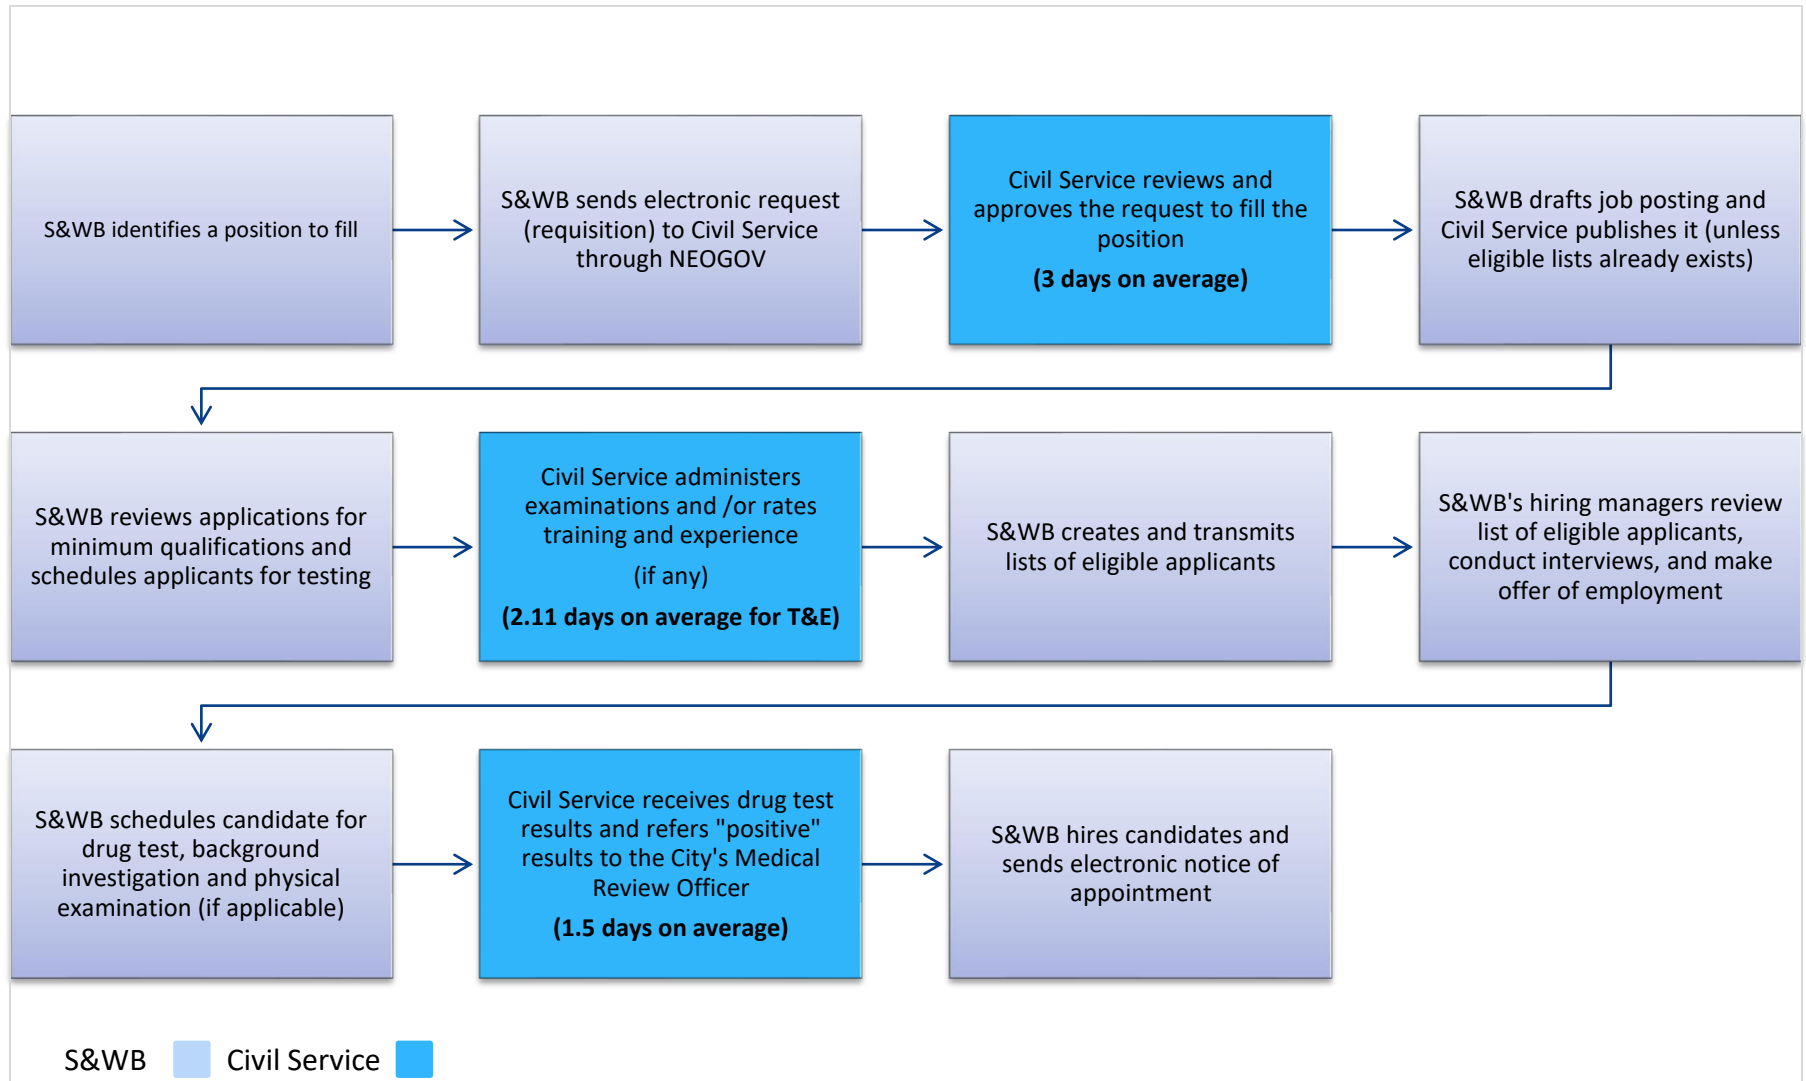 S&WB identifies a position to fill
S&WB sends electronic request
(requisition) to Civil Service
through NEOGOV
Civil Service reviews and
approves the request to fill the
position
(3 days on average)
S&WB drafts job posting and
Civil Service publishes it (unless
eligible lists already exists)
S&WB reviews applications for
minimum qualifications and
schedules applicants for testing
Civil Service administers
examinations and /or rates
training and experience
(if any)
(2.11 days on average for T&E)
S&WB creates and transmits
lists of eligible applicants
S&WB's hiring managers review
list of eligible applicants,
conduct interviews, and make
offer of employment
S&WB schedules candidate for
drug test, background
investigation and physical
examination (if applicable)
Civil Service receives drug test
results and refers "positive"
results to the City's Medical
Review Officer
(1.5 days on average)
S&WB hires candidates and
sends electronic notice of
appointment
S&WB Civil Service